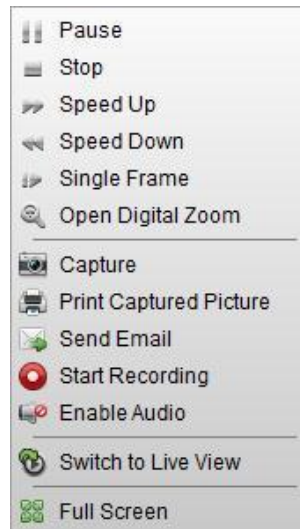 Pause
Stop
Speed Up
Speed Down
Single Frame
Open Digital Zoom
Capture
Print Captured Picture
Send Email
Start Recording
Enable Audio
Switch to Live View
Full Screen